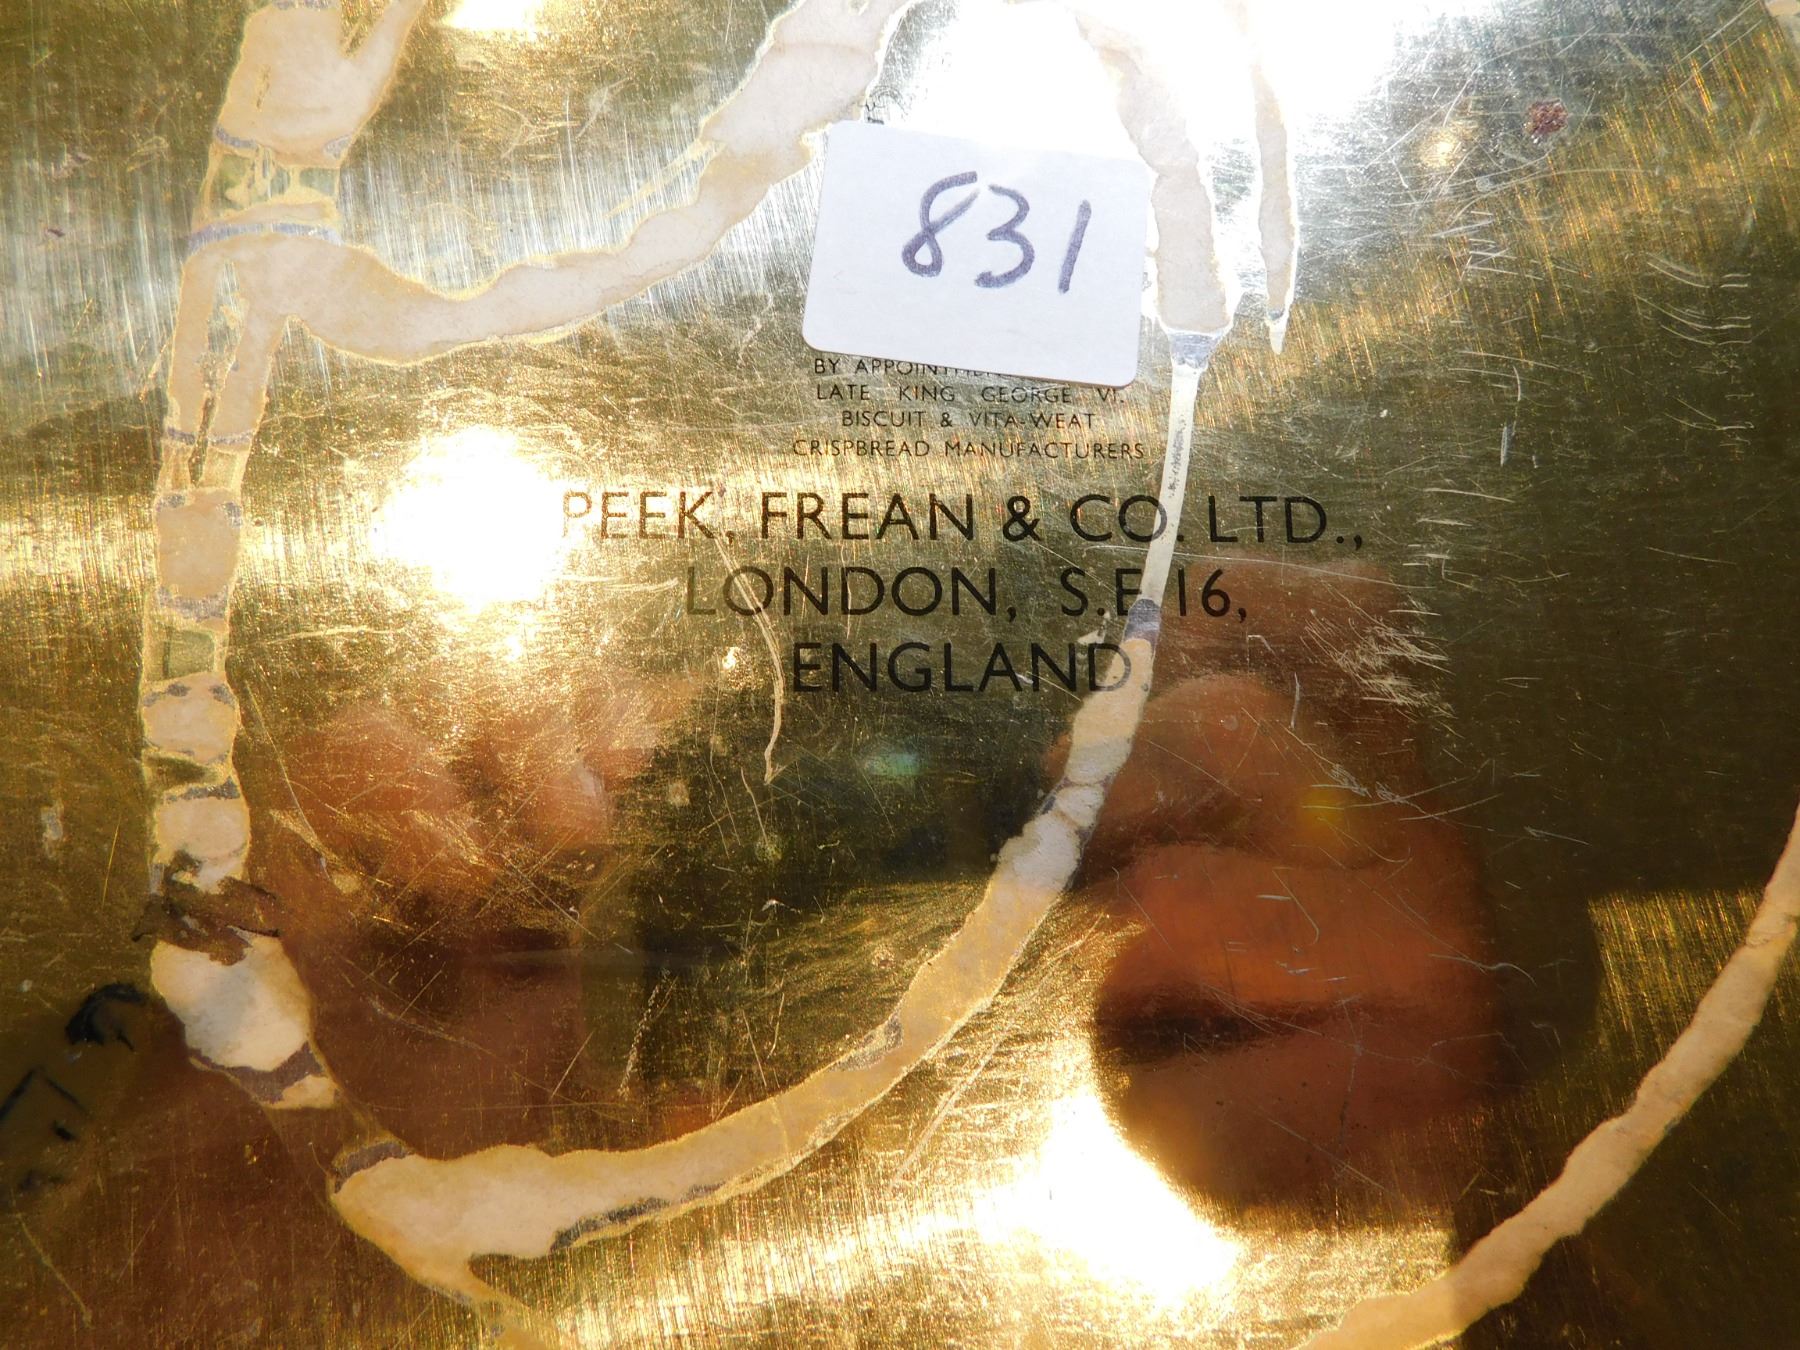 831
BY APPOINTMENT
LATE KING GEORGE VI.
BISCUIT & VITA-WEAT
CRISPBREAD MANUFACTURERS
PEEK, FREAN & CO. LTD.,
LONDON, S.E 16,
ENGLAND